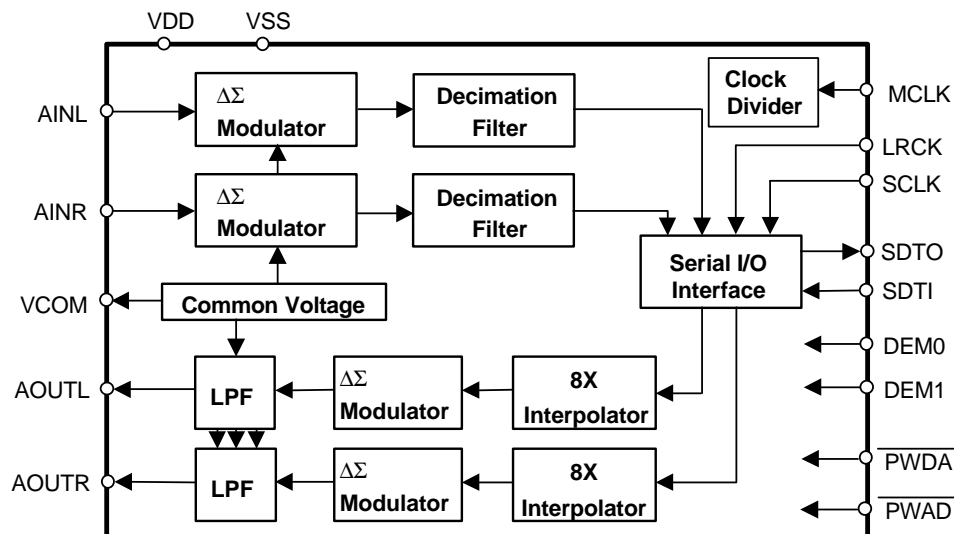 VDD VSS
AINL
ΔΣ
Modulator
Decimation
Filter
Clock
Divider
MCLK
LRCK
SCLK
AINR
ΔΣ
Modulator
Decimation
Filter
Serial I/O
Interface
SDTO
SDTI
VCOM
Common Voltage
DEM0
DEM1
AOUTL
LPF
ΔΣ
Modulator
8X
Interpolator
PWDA
PWAD
AOUTR
LPF
ΔΣ
Modulator
8X
Interpolator